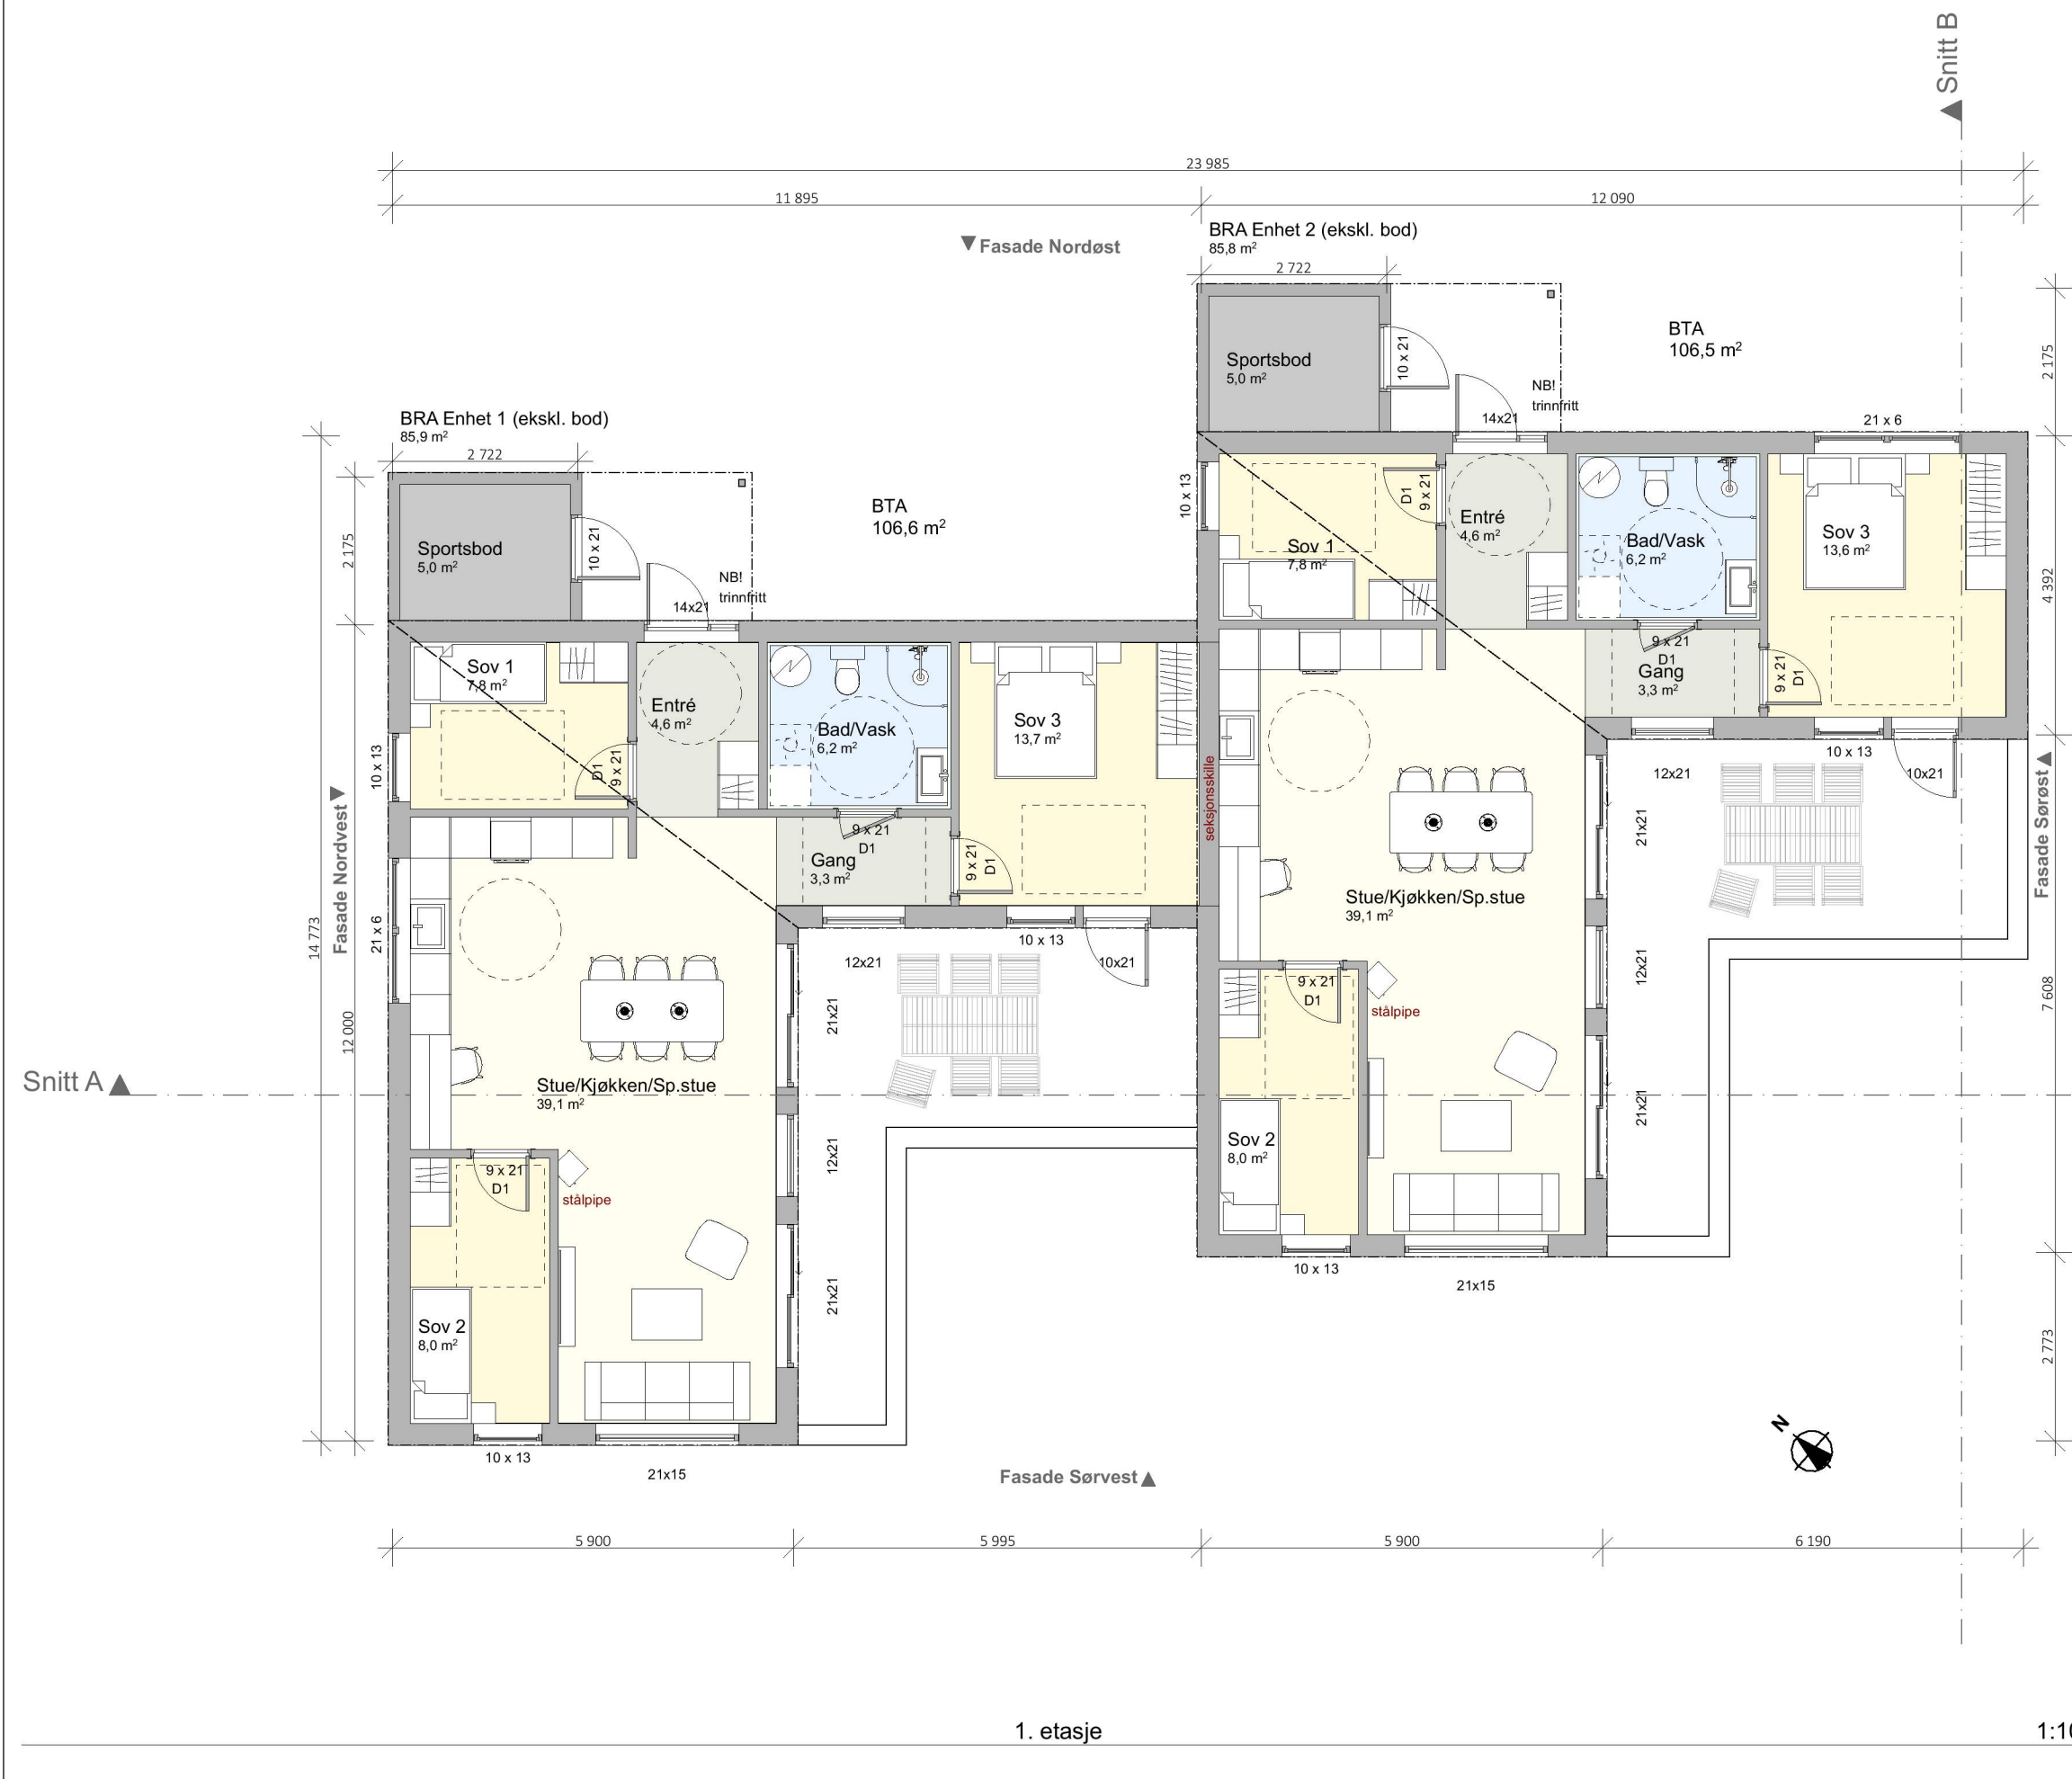 Snitt B
23 985
11 895
12 090
Fasade Nordøst
BRA Enhet 2 (ekskl. bod)
85,8 m²
2 722
Sportsbod
5,0 m²
10 x 21
NB!
trinnfritt
14x21
BTA
106,5 m²
21 x 6
2 175
BRA Enhet 1 (ekskl. bod)
85,9 m²
2 722
Sportsbod
5,0 m²
10 x 21
NB!
trinnfritt
14x21
BTA
106,6 m²
2 175
10 x 13
Sov 1
7,8 m²
D1
9 x 21
Entré
4,6 m²
Bad/Vask
6,2 m²
Sov 3
13,6 m²
4 392
9 x 21
D1
Gang
3,3 m²
9 x 21
D1
Sov 1
7,8 m²
D1
9 x 21
Entré
4,6 m²
Bad/Vask
6,2 m²
Sov 3
13,7 m²
10 x 13
Fasade Nordvest
seksjonsskille
9 x 21
D1
Gang
3,3 m²
9 x 21
D1
12x21
10 x 13
10x21
21x21
Fasade Sørøst
Stue/Kjøkken/Sp.stue
39,1 m²
14 773
21 x 6
12 000
12x21
10 x 13
10x21
21x21
9 x 21
D1
stålpipe
12x21
7 608
Snitt A
Stue/Kjøkken/Sp.stue
39,1 m²
21x21
Sov 2
8,0 m²
12x21
9 x 21
D1
stålpipe
10 x 13
21x15
21x21
Sov 2
8,0 m²
2 773
10 x 13
21x15
Fasade Sørvest
N
5 900
5 995
5 900
6 190
1. etasje
1:10